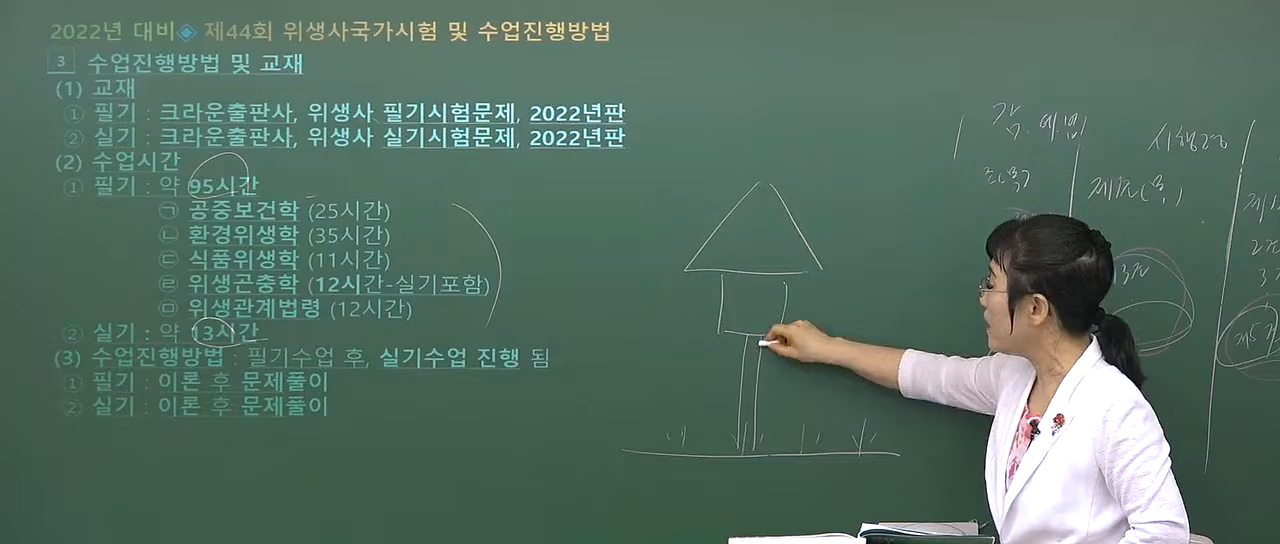 2022년 대비◈ 제44회 위생사국가시험 및 수업진행방법
3 수업진행방법 및 교재
(1) 교재
① 필기 : 크라운출판사, 위생사 필기시험문제, 2022년판
② 실기 : 크라운출판사, 위생사 실기시험문제, 2022년판
(2) 수업시간
① 필기 : 약 95시간
㉠ 공중보건학 (25시간)
㉡ 환경위생학 (35시간)
㉢ 식품위생학 (11시간)
㉣ 위생곤충학 (12시간-실기포함)
㉤ 위생관계법령 (12시간)
② 실기 : 약 13시간
(3) 수업진행방법 : 필기수업 후, 실기수업 진행 됨
① 필기 : 이론 후 문제풀이
② 실기 : 이론 후 문제풀이
감. 예. 법